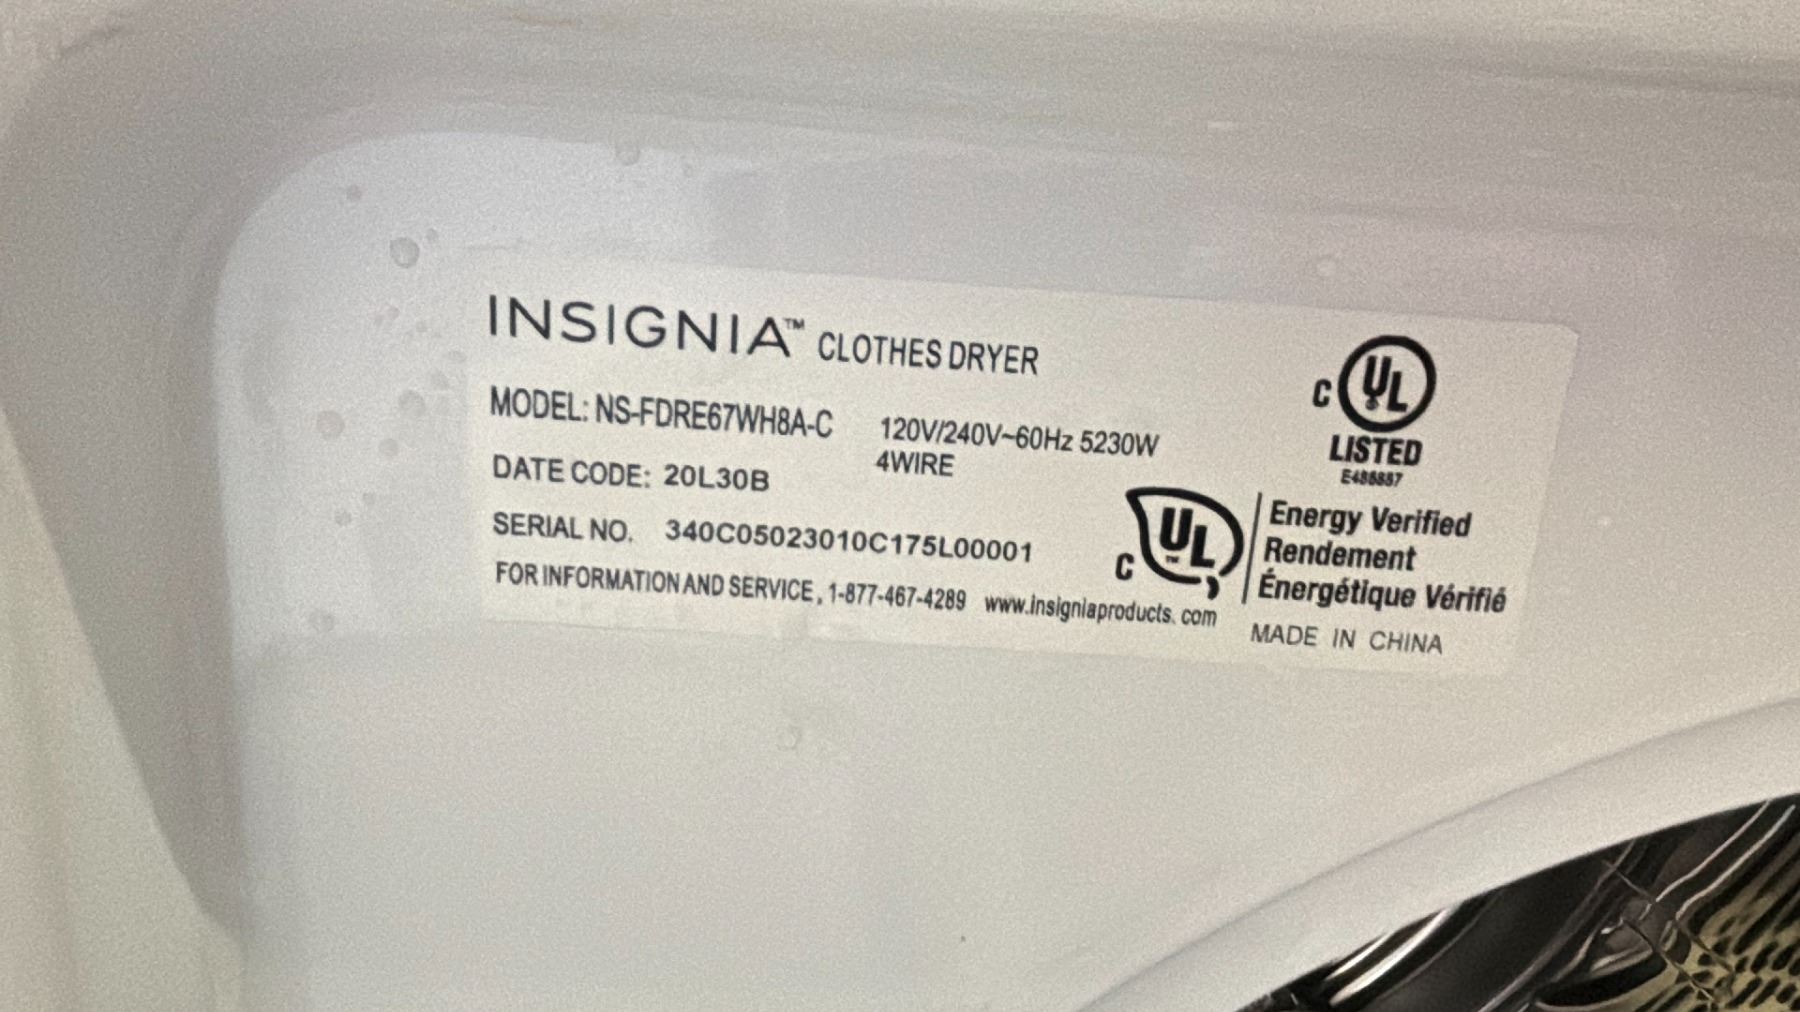 INSIGNIA™ CLOTHES DRYER
MODEL: NS-FDRE67WH8A-C
120V/240V~60Hz 5230W
4WIRE
DATE CODE: 20L30B
SERIAL NO. 340C05023010C175L00001
FOR INFORMATION AND SERVICE, 1-877-467-4289 www.insigniaproducts.com
C UL
LISTED
C UL™
Energy Verified
Rendement
Énergétique Vérifié
MADE IN CHINA